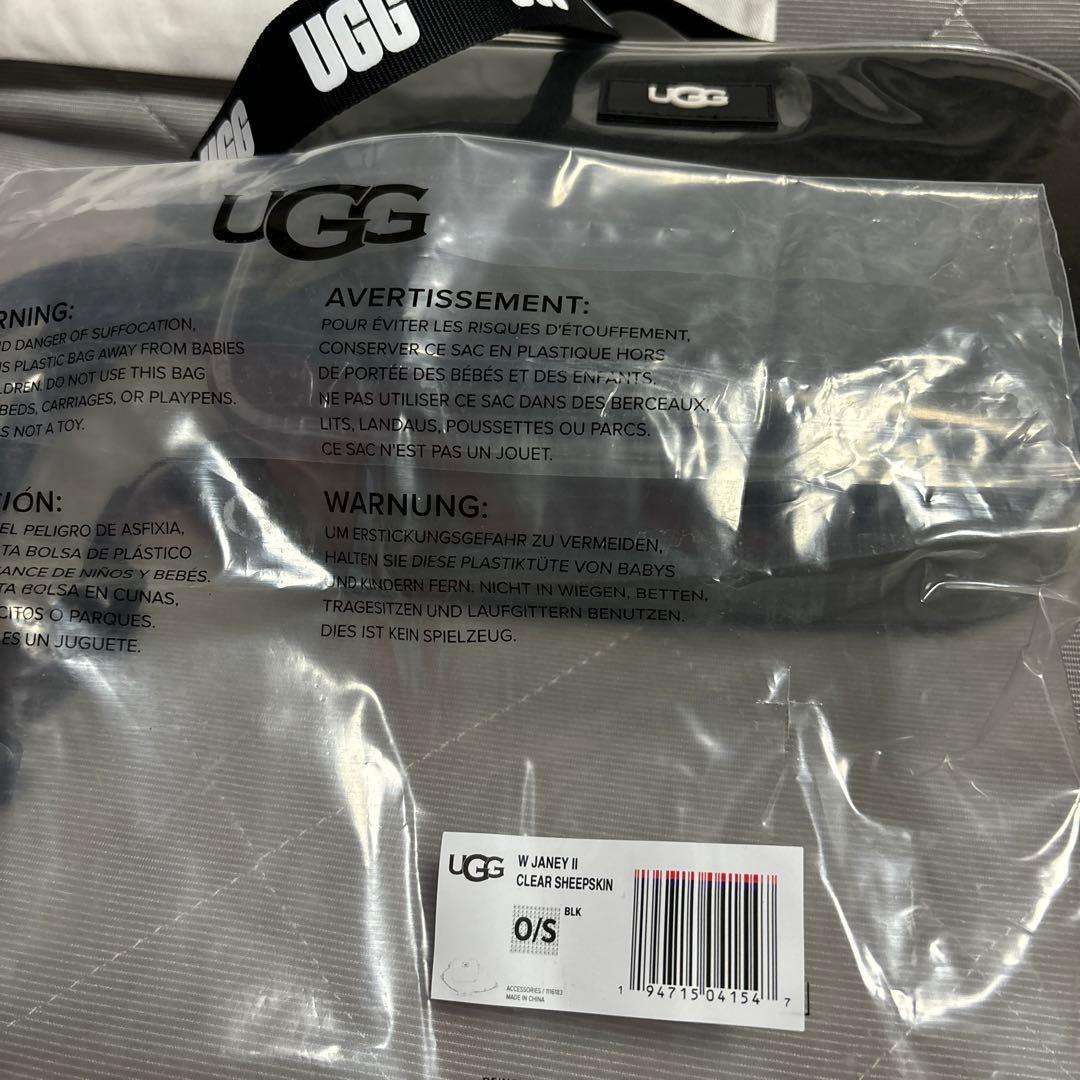 UGG
UGG
UGG
UGG
RNING:
D DANGER OF SUFFOCATION,
S PLASTIC BAG AWAY FROM BABIES
LDREN. DO NOT USE THIS BAG
BEDS, CARRIAGES, OR PLAYPENS.
S NOT A TOY.
AVERTISSEMENT:
POUR ÉVITER LES RISQUES D'ÉTOUFFEMENT,
CONSERVER CE SAC EN PLASTIQUE HORS
DE PORTÉE DES BÉBÉS ET DES ENFANTS.
NE PAS UTILISER CE SAC DANS DES BERCEAUX,
LITS, LANDAUS, POUSSETTES OU PARCS.
CE SAC N'EST PAS UN JOUET.
IÓN:
EL PELIGRO DE ASFIXIA,
TA BOLSA DE PLÁSTICO
ANCE DE NIÑOS Y BEBÉS.
TA BOLSA EN CUNAS,
CITOS O PARQUES.
ES UN JUGUETE.
WARNUNG:
UM ERSTICKUNGSGEFAHR ZU VERMEIDEN,
HALTEN SIE DIESE PLASTIKTÜTE VON BABYS
UND KINDERN FERN. NICHT IN WIEGEN, BETTEN,
TRAGESITZEN UND LAUFGITTERN BENUTZEN.
DIES IST KEIN SPIELZEUG.
UGG
W JANEY II
CLEAR SHEEPSKIN
BLK
O/S
ACCESSORIES / 1116183
MADE IN CHINA
1 94715 04154 7